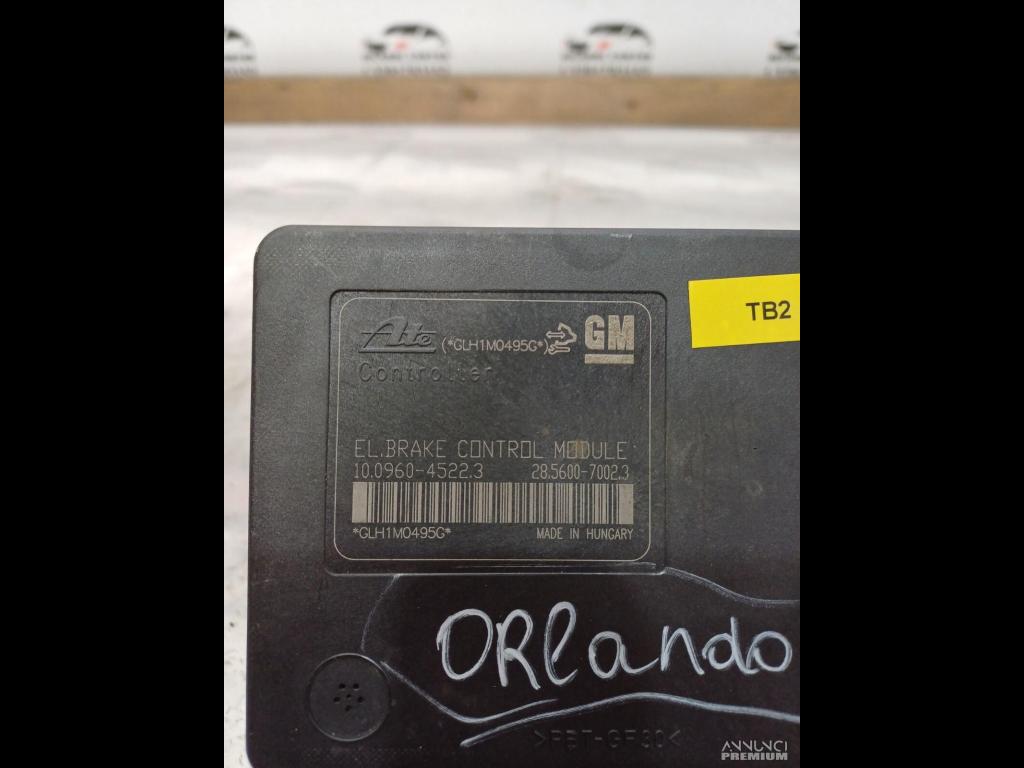 TB2
Ate (*GLH1M0495G*) GM
Controller
EL.BRAKE CONTROL MODULE
10.0960-4522.3 28.5600-7002.3
*GLH1M0495G* MADE IN HUNGARY
ORlando
>PBT-GF30<
ANNUNCI
PREMIUM